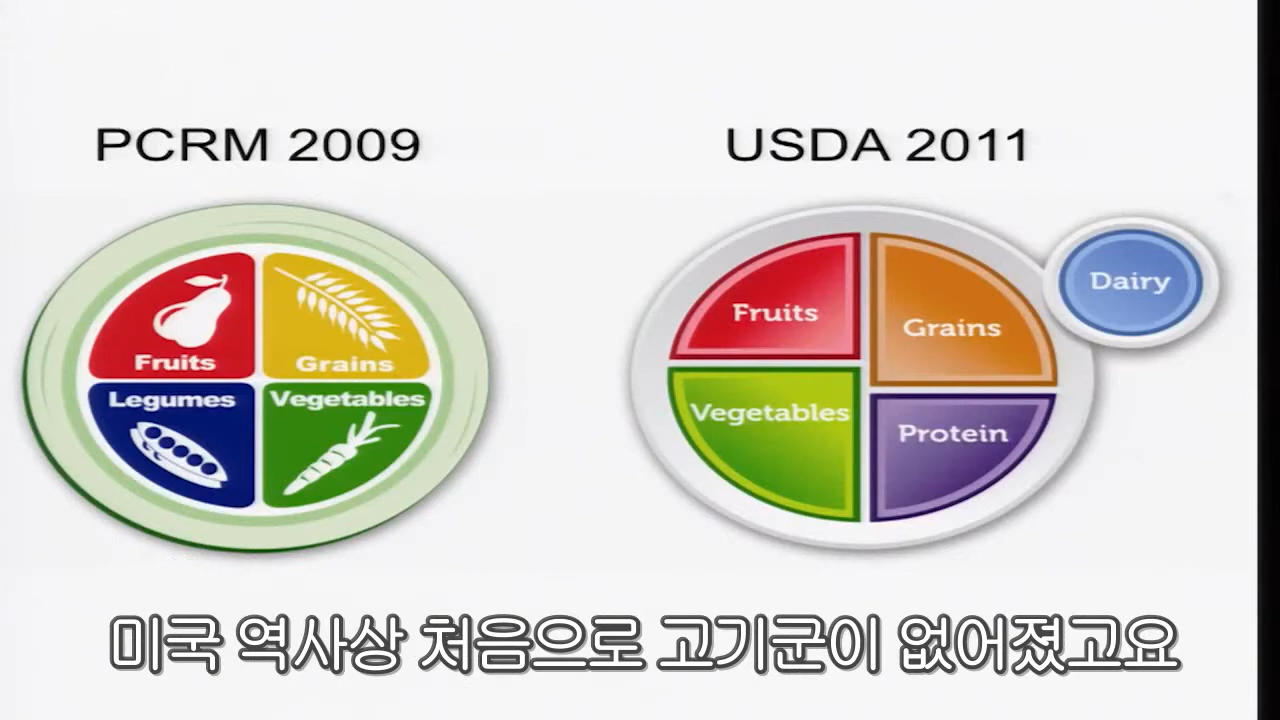 PCRM 2009
USDA 2011
Fruits
Grains
Legumes
Vegetables
Fruits
Grains
Dairy
Vegetables
Protein
미국 역사상 처음으로 고기군이 없어졌고요